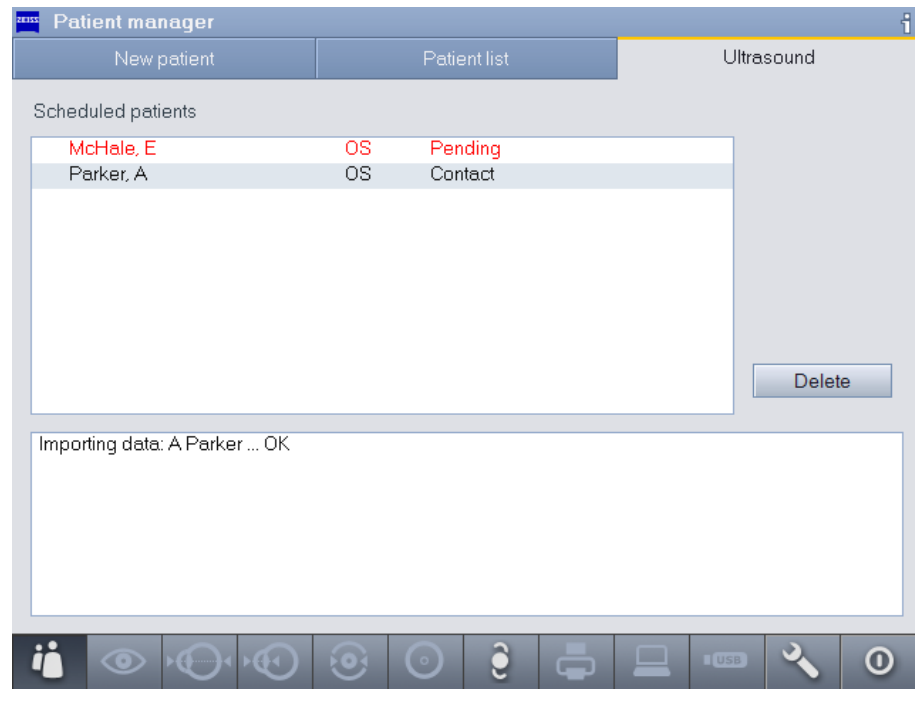 ZEISS Patient manager
New patient Patient list Ultrasound
Scheduled patients
McHale, E OS Pending
Parker, A OS Contact
Delete
Importing data: A Parker ... OK
USB